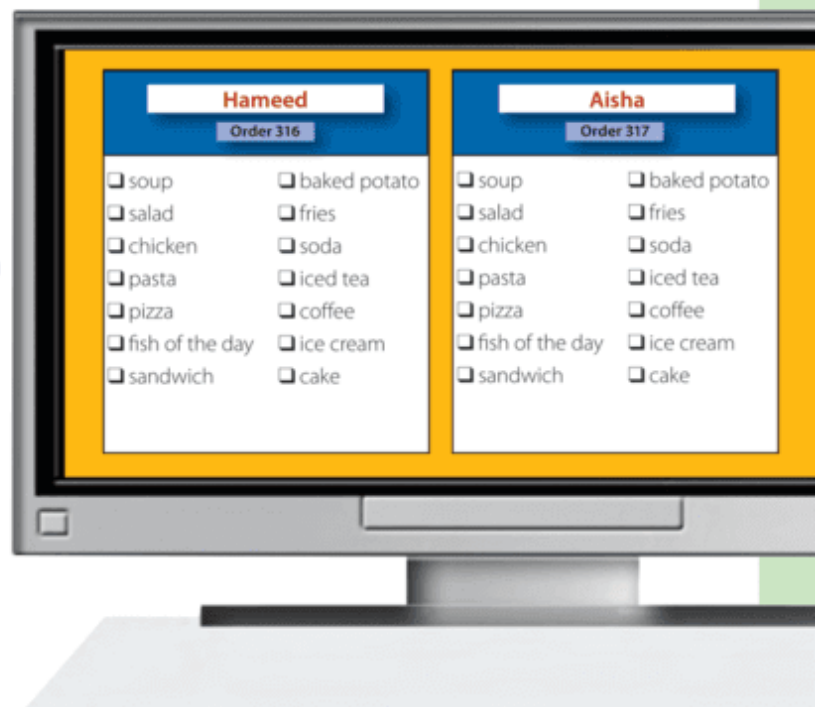 Hameed
Order 316
soup
salad
chicken
pasta
pizza
fish of the day
sandwich
baked potato
fries
soda
iced tea
coffee
ice cream
cake
Aisha
Order 317
soup
salad
chicken
pasta
pizza
fish of the day
sandwich
baked potato
fries
soda
iced tea
coffee
ice cream
cake